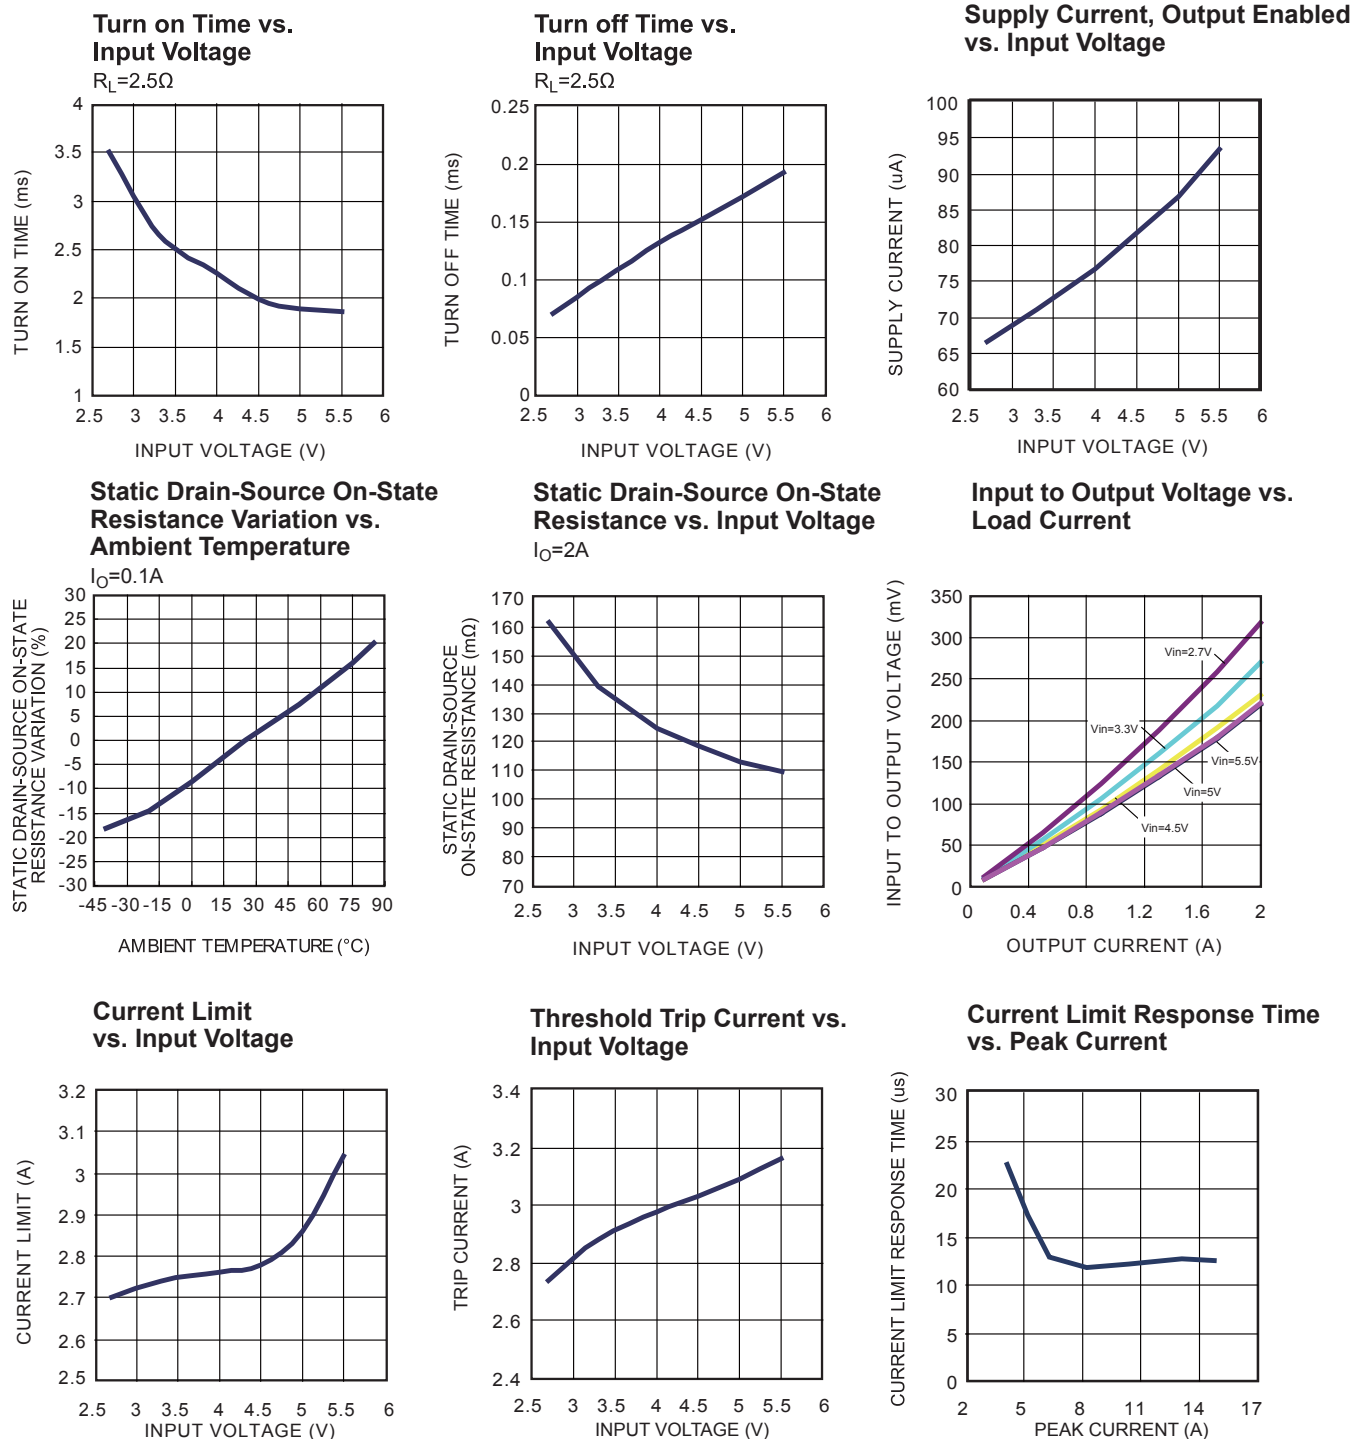 Turn on Time vs.
Input Voltage
RL=2.5Ω
TURN ON TIME (ms)
4
3.5
3
2.5
2
1.5
1
2.5 3 3.5 4 4.5 5 5.5 6
INPUT VOLTAGE (V)
Turn off Time vs.
Input Voltage
RL=2.5Ω
TURN OFF TIME (ms)
0.25
0.2
0.15
0.1
0.05
0
2.5 3 3.5 4 4.5 5 5.5 6
INPUT VOLTAGE (V)
Supply Current, Output Enabled
vs. Input Voltage
SUPPLY CURRENT (uA)
100
95
90
85
80
75
70
65
60
2.5 3 3.5 4 4.5 5 5.5 6
INPUT VOLTAGE (V)
Static Drain-Source On-State
Resistance Variation vs.
Ambient Temperature
IO=0.1A
STATIC DRAIN-SOURCE ON-STATE
RESISTANCE VARIATION (%)
30
25
20
15
10
5
0
-5
-10
-15
-20
-25
-30
-45 -30 -15 0 15 30 45 60 75 90
AMBIENT TEMPERATURE (°C)
Static Drain-Source On-State
Resistance vs. Input Voltage
IO=2A
STATIC DRAIN-SOURCE
ON-STATE RESISTANCE (mΩ)
170
160
150
140
130
120
110
100
90
80
70
2.5 3 3.5 4 4.5 5 5.5 6
INPUT VOLTAGE (V)
Input to Output Voltage vs.
Load Current
INPUT TO OUTPUT VOLTAGE (mV)
350
300
250
200
150
100
50
0
Vin=2.7V
Vin=3.3V
Vin=5.5V
Vin=5V
Vin=4.5V
0 0.4 0.8 1.2 1.6 2
OUTPUT CURRENT (A)
Current Limit
vs. Input Voltage
CURRENT LIMIT (A)
3.2
3.1
3
2.9
2.8
2.7
2.6
2.5
2.5 3 3.5 4 4.5 5 5.5 6
INPUT VOLTAGE (V)
Threshold Trip Current vs.
Input Voltage
TRIP CURRENT (A)
3.4
3.2
3
2.8
2.6
2.4
2.5 3 3.5 4 4.5 5 5.5 6
INPUT VOLTAGE (V)
Current Limit Response Time
vs. Peak Current
CURRENT LIMIT RESPONSE TIME (us)
30
25
20
15
10
5
0
2 5 8 11 14 17
PEAK CURRENT (A)